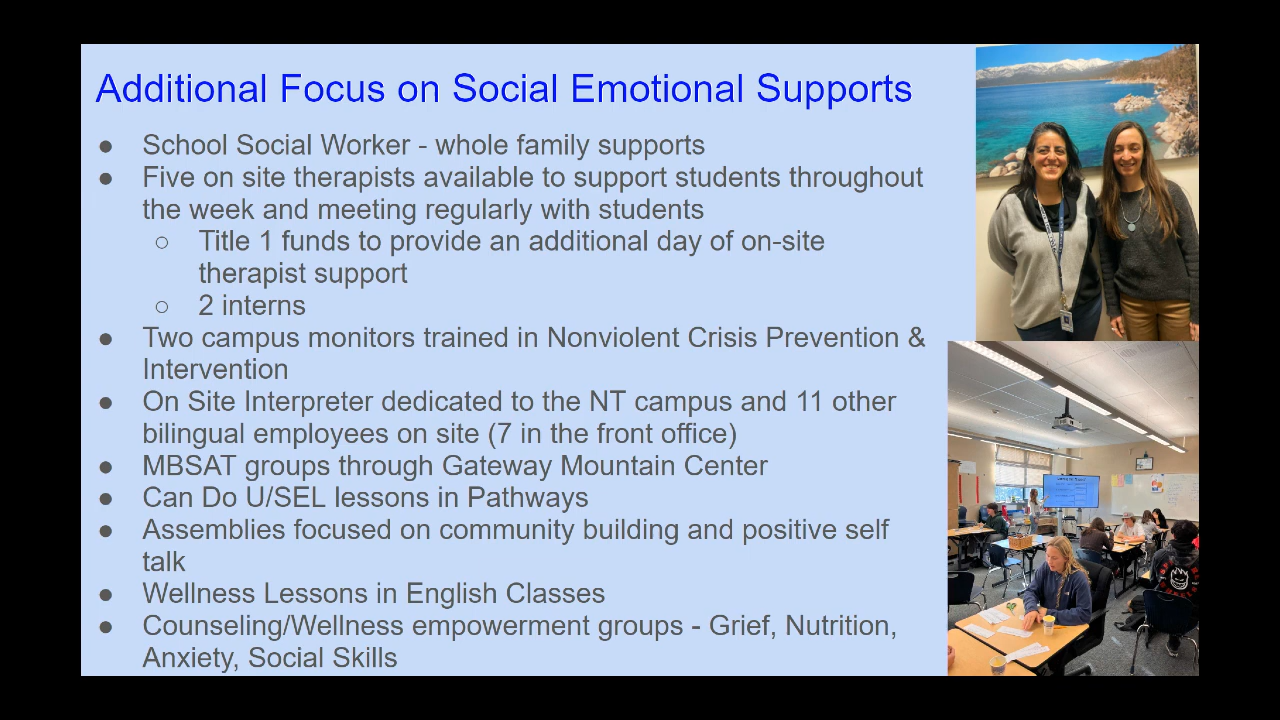 Additional Focus on Social Emotional Supports
● School Social Worker - whole family supports
● Five on site therapists available to support students throughout
the week and meeting regularly with students
○ Title 1 funds to provide an additional day of on-site
therapist support
○ 2 interns
● Two campus monitors trained in Nonviolent Crisis Prevention &
Intervention
● On Site Interpreter dedicated to the NT campus and 11 other
bilingual employees on site (7 in the front office)
● MBSAT groups through Gateway Mountain Center
● Can Do U/SEL lessons in Pathways
● Assemblies focused on community building and positive self
talk
● Wellness Lessons in English Classes
● Counseling/Wellness empowerment groups - Grief, Nutrition,
Anxiety, Social Skills